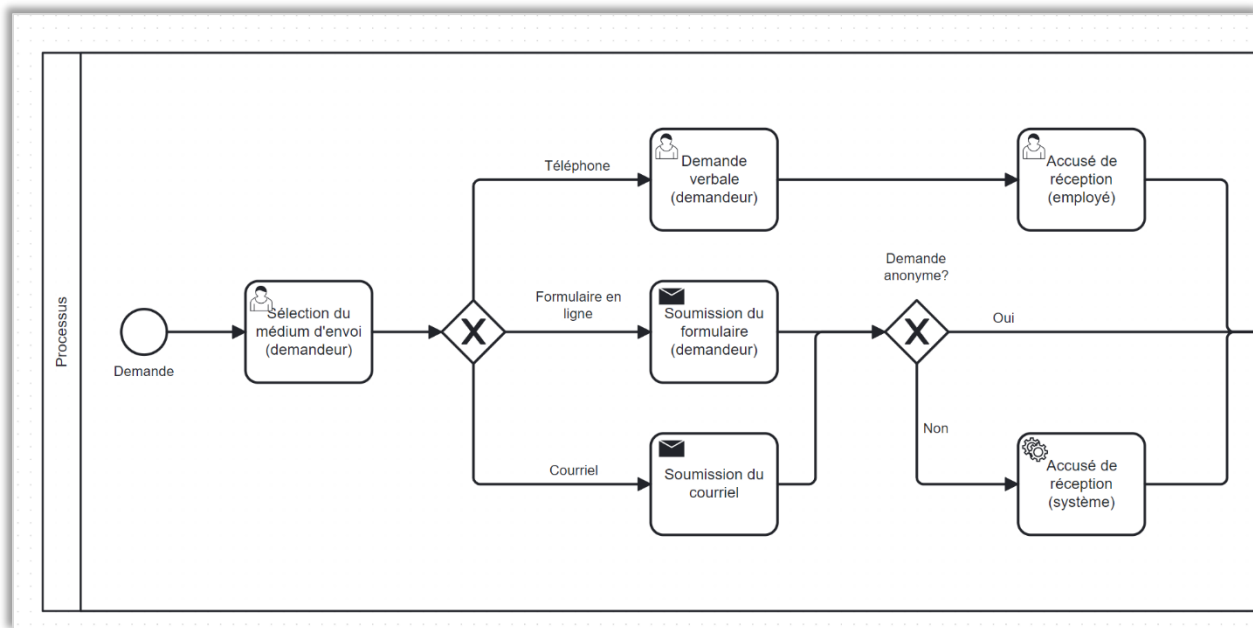 Processus
Demande
Sélection du
médium d'envoi
(demandeur)
Téléphone
Demande
verbale
(demandeur)
Accusé de
réception
(employé)
Formulaire en
ligne
Soumission du
formulaire
(demandeur)
Demande
anonyme?
Oui
Courriel
Soumission du
courriel
Non
Accusé de
réception
(système)